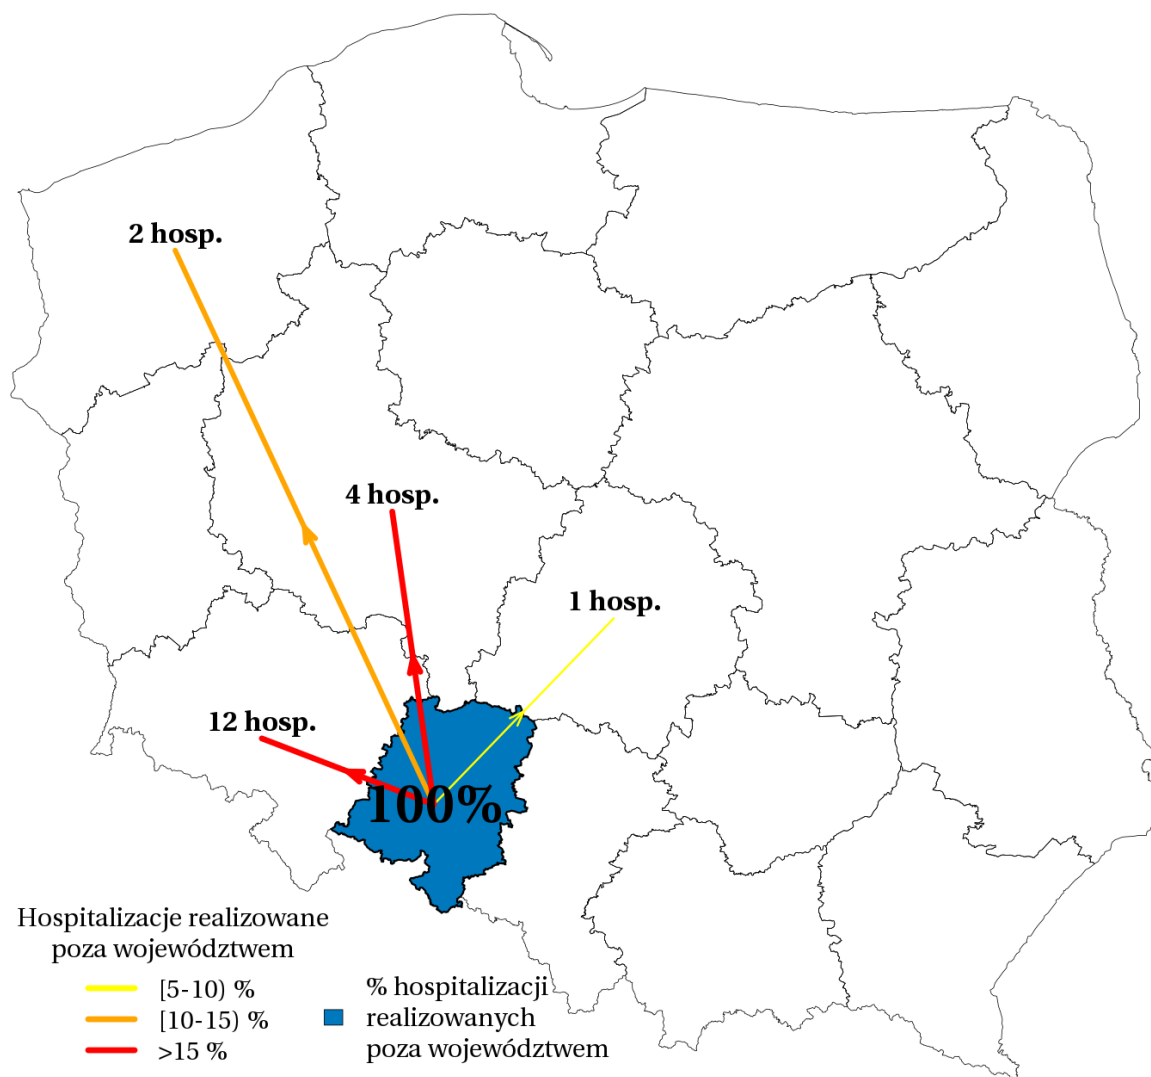 2 hosp.
4 hosp.
1 hosp.
12 hosp.
100%
Hospitalizacje realizowane
poza województwem
[5-10) %
[10-15) %
>15 %
% hospitalizacji
realizowanych
poza województwem